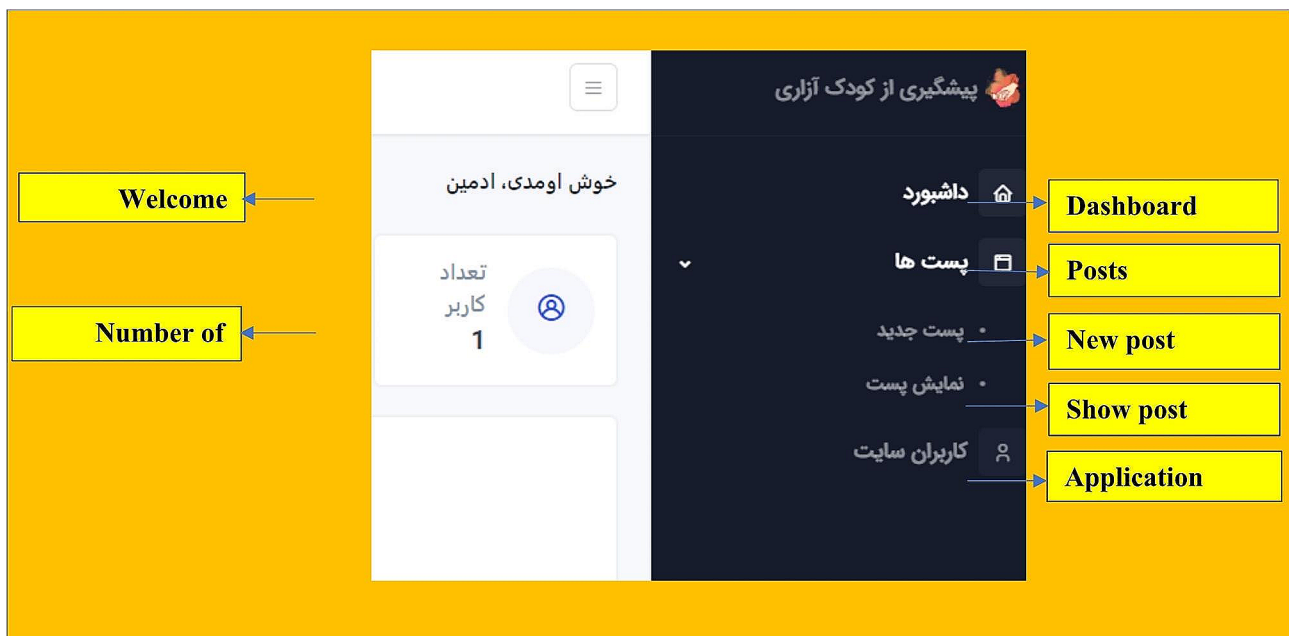 پیشگیری از کودک آزاری
داشبورد
پست ها
پست جدید
نمایش پست
کاربران سایت
خوش اومدی، ادمین
تعداد
کاربر
1
Dashboard
Posts
New post
Show post
Application
Welcome
Number of